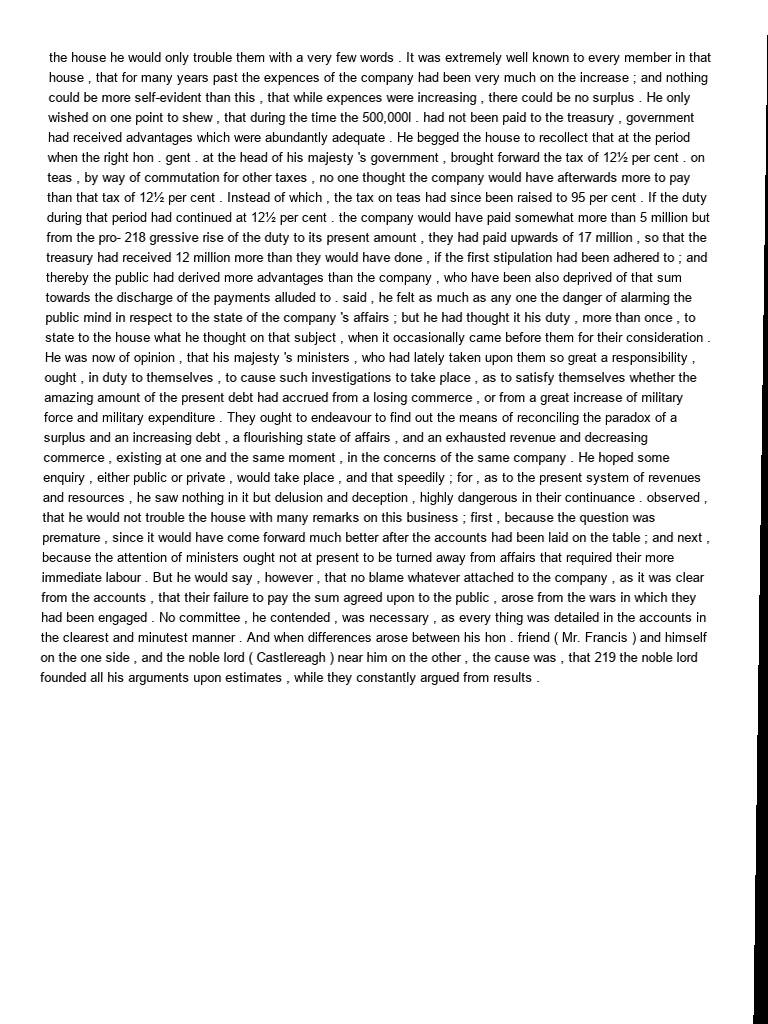 the house he would only trouble them with a very few words . It was extremely well known to every member in that
house , that for many years past the expences of the company had been very much on the increase ; and nothing
could be more self-evident than this , that while expences were increasing , there could be no surplus . He only
wished on one point to shew , that during the time the 500,000l . had not been paid to the treasury , government
had received advantages which were abundantly adequate . He begged the house to recollect that at the period
when the right hon . gent . at the head of his majesty 's government , brought forward the tax of 12½ per cent . on
teas , by way of commutation for other taxes , no one thought the company would have afterwards more to pay
than that tax of 12½ per cent . Instead of which , the tax on teas had since been raised to 95 per cent . If the duty
during that period had continued at 12½ per cent . the company would have paid somewhat more than 5 million but
from the pro- 218 gressive rise of the duty to its present amount , they had paid upwards of 17 million , so that the
treasury had received 12 million more than they would have done , if the first stipulation had been adhered to ; and
thereby the public had derived more advantages than the company , who have been also deprived of that sum
towards the discharge of the payments alluded to . said , he felt as much as any one the danger of alarming the
public mind in respect to the state of the company 's affairs ; but he had thought it his duty , more than once , to
state to the house what he thought on that subject , when it occasionally came before them for their consideration .
He was now of opinion , that his majesty 's ministers , who had lately taken upon them so great a responsibility ,
ought , in duty to themselves , to cause such investigations to take place , as to satisfy themselves whether the
amazing amount of the present debt had accrued from a losing commerce , or from a great increase of military
force and military expenditure . They ought to endeavour to find out the means of reconciling the paradox of a
surplus and an increasing debt , a flourishing state of affairs , and an exhausted revenue and decreasing
commerce , existing at one and the same moment , in the concerns of the same company . He hoped some
enquiry , either public or private , would take place , and that speedily ; for , as to the present system of revenues
and resources , he saw nothing in it but delusion and deception , highly dangerous in their continuance . observed ,
that he would not trouble the house with many remarks on this business ; first , because the question was
premature , since it would have come forward much better after the accounts had been laid on the table ; and next ,
because the attention of ministers ought not at present to be turned away from affairs that required their more
immediate labour . But he would say , however , that no blame whatever attached to the company , as it was clear
from the accounts , that their failure to pay the sum agreed upon to the public , arose from the wars in which they
had been engaged . No committee , he contended , was necessary , as every thing was detailed in the accounts in
the clearest and minutest manner . And when differences arose between his hon . friend ( Mr. Francis ) and himself
on the one side , and the noble lord ( Castlereagh ) near him on the other , the cause was , that 219 the noble lord
founded all his arguments upon estimates , while they constantly argued from results .